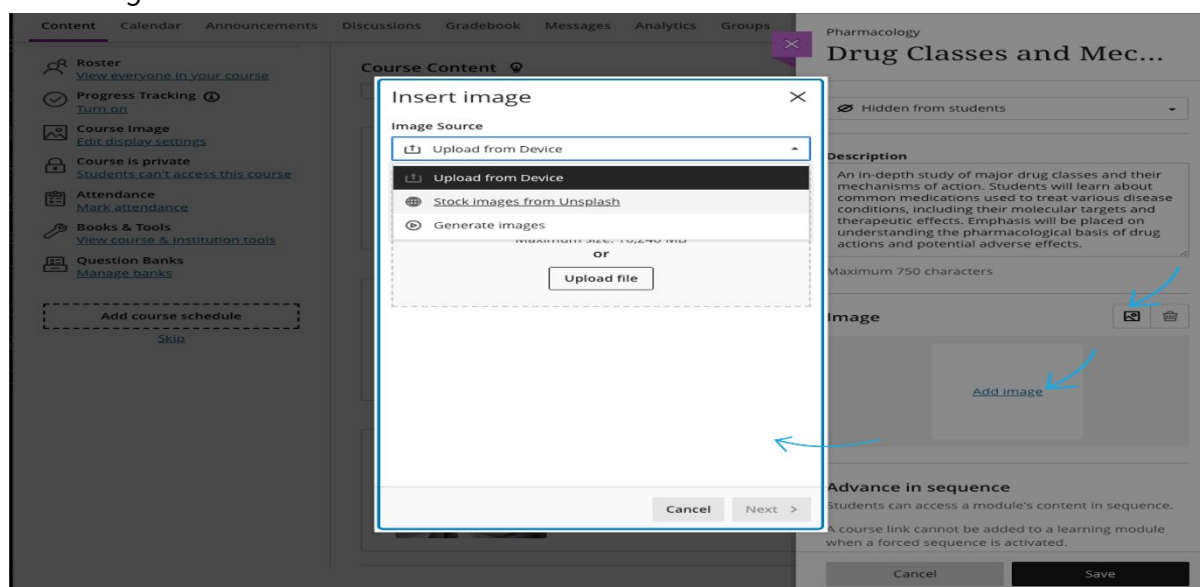 Content Calendar Announcements Discussions Gradebook Messages Analytics Groups
Roster
View everyone in your course
Progress Tracking
Turn on
Course Image
Edit display settings
Course is private
Students can't access this course
Attendance
Mark attendance
Books & Tools
View course & institution tools
Question Banks
Manage banks
Add course schedule
Skip
Course Content
Insert image
Image Source
Upload from Device
Upload from Device
Stock images from Unsplash
Generate images
or
Upload file
Cancel Next >
Pharmacology
Drug Classes and Mec...
Hidden from students
Description
An in-depth study of major drug classes and their
mechanisms of action. Students will learn about
common medications used to treat various disease
conditions, including their molecular targets and
therapeutic effects. Emphasis will be placed on
understanding the pharmacological basis of drug
actions and potential adverse effects.
Maximum 750 characters
Image
Add image
Advance in sequence
Students can access a module's content in sequence.
A course link cannot be added to a learning module
when a forced sequence is activated.
Cancel Save